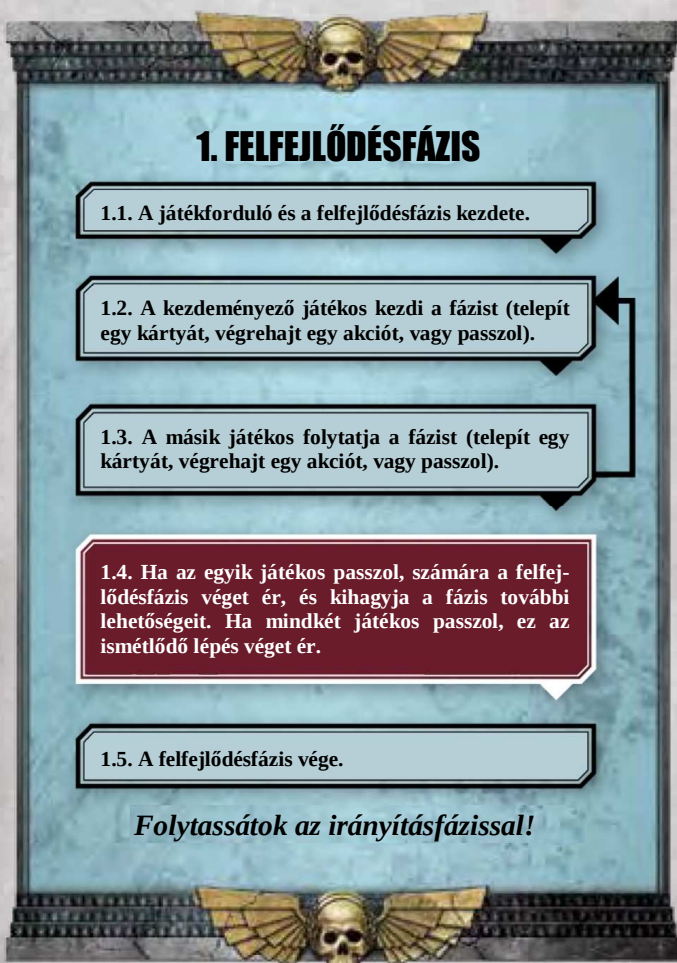 1. FELFEJLŐDÉSFÁZIS
1.1. A játékforduló és a felfejlődésfázis kezdete.
1.2. A kezdeményező játékos kezdi a fázist (telepít
egy kártyát, végrehajt egy akciót, vagy passzol).
1.3. A másik játékos folytatja a fázist (telepít egy
kártyát, végrehajt egy akciót, vagy passzol).
1.4. Ha az egyik játékos passzol, számára a felfej-
lődésfázis véget ér, és kihagyja a fázis további
lehetőségeit. Ha mindkét játékos passzol, ez az
ismétlődő lépés véget ér.
1.5. A felfejlődésfázis vége.
Folytassátok az irányításfázissal!